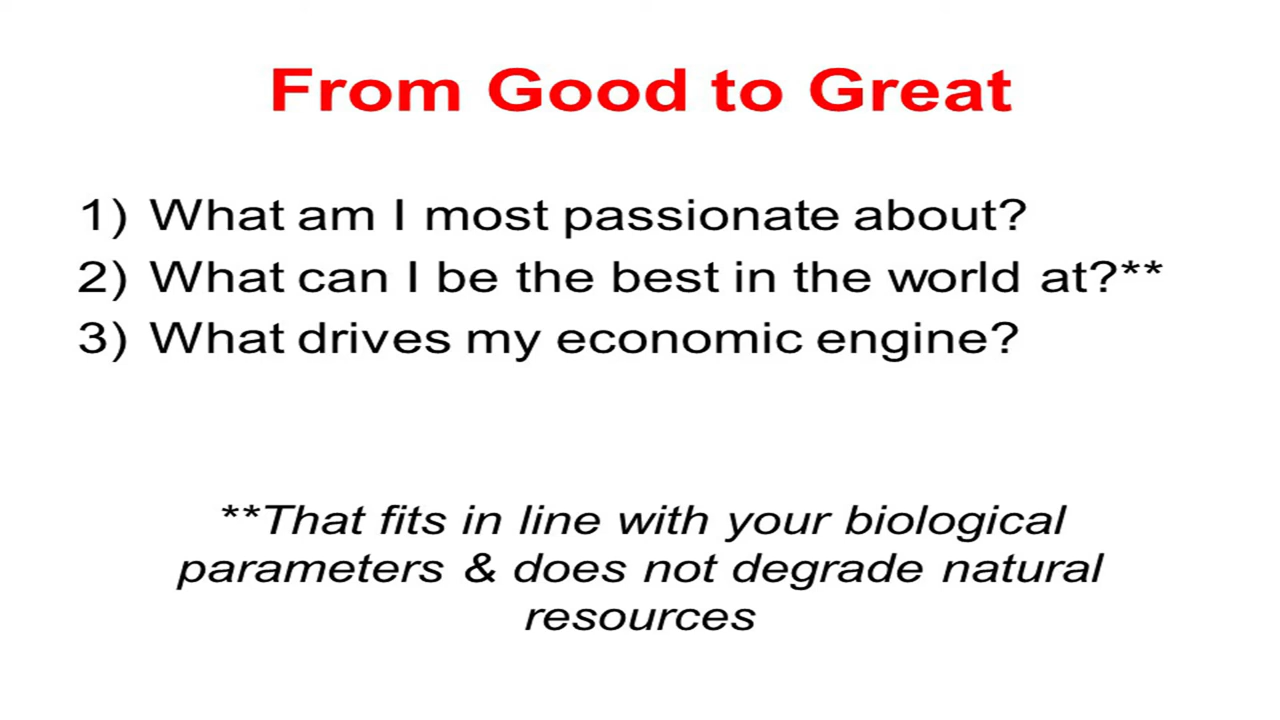 From Good to Great
1) What am I most passionate about?
2) What can I be the best in the world at?**
3) What drives my economic engine?
**That fits in line with your biological
parameters & does not degrade natural
resources